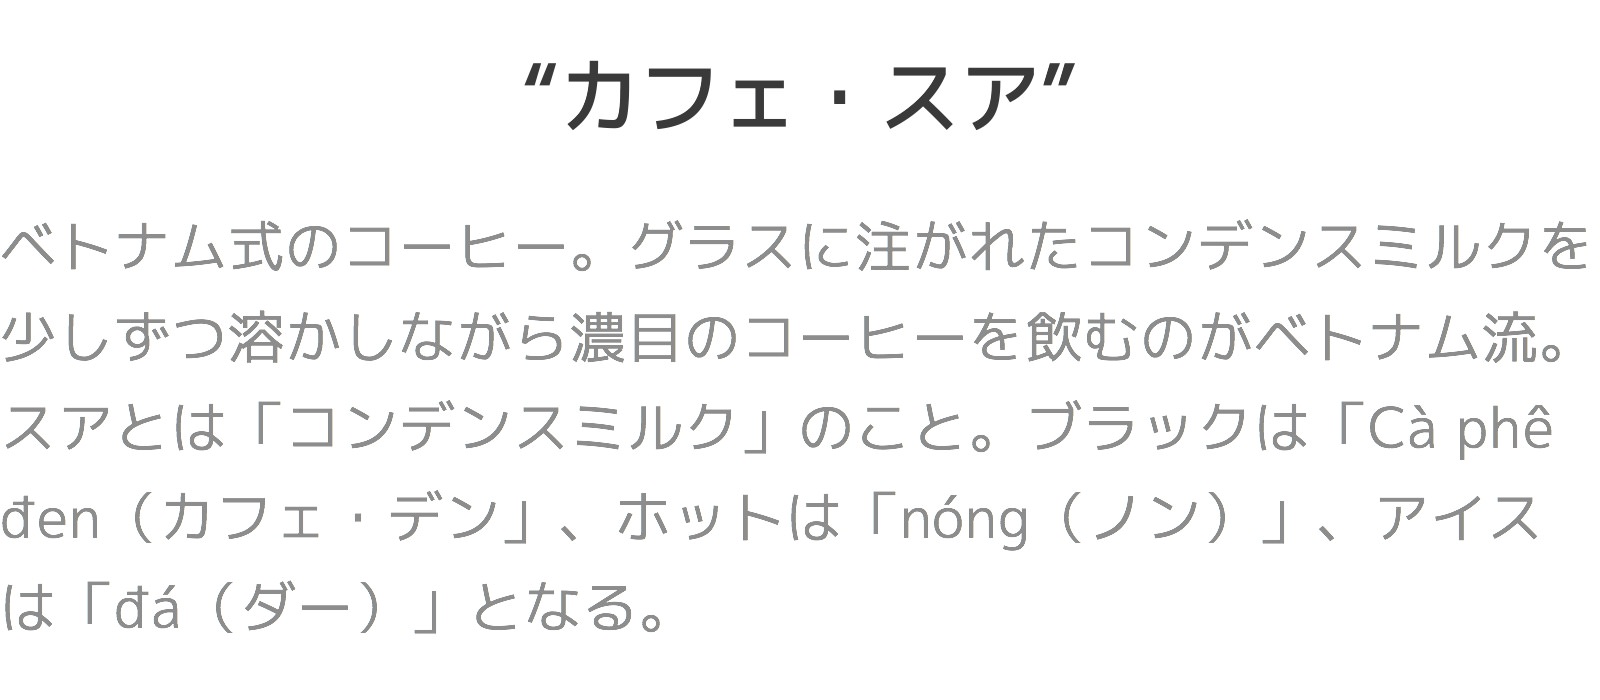 “カフェ・スア”
ベトナム式のコーヒー。グラスに注がれたコンデンスミルクを
少しずつ溶かしながら濃目のコーヒーを飲むのがベトナム流。
スアとは「コンデンスミルク」のこと。ブラックは「Cà phê
đen（カフェ・デン」、ホットは「nóng（ノン）」、アイス
は「đá（ダー）」となる。